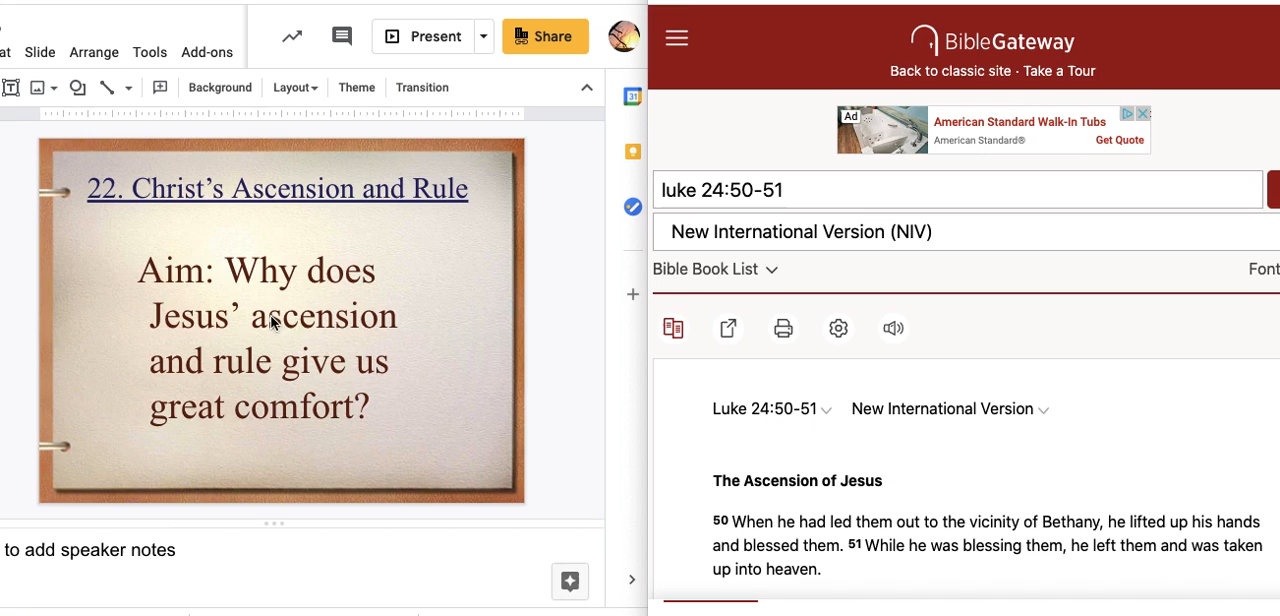 at Slide Arrange Tools Add-ons
Present
Share
Background Layout Theme Transition
31
22. Christ’s Ascension and Rule
Aim: Why does
Jesus’ ascension
and rule give us
great comfort?
to add speaker notes
BibleGateway
Back to classic site · Take a Tour
Ad
American Standard Walk-In Tubs
American Standard®
Get Quote
luke 24:50-51
New International Version (NIV)
Bible Book List
Font
Luke 24:50-51 New International Version
The Ascension of Jesus
50 When he had led them out to the vicinity of Bethany, he lifted up his hands
and blessed them. 51 While he was blessing them, he left them and was taken
up into heaven.